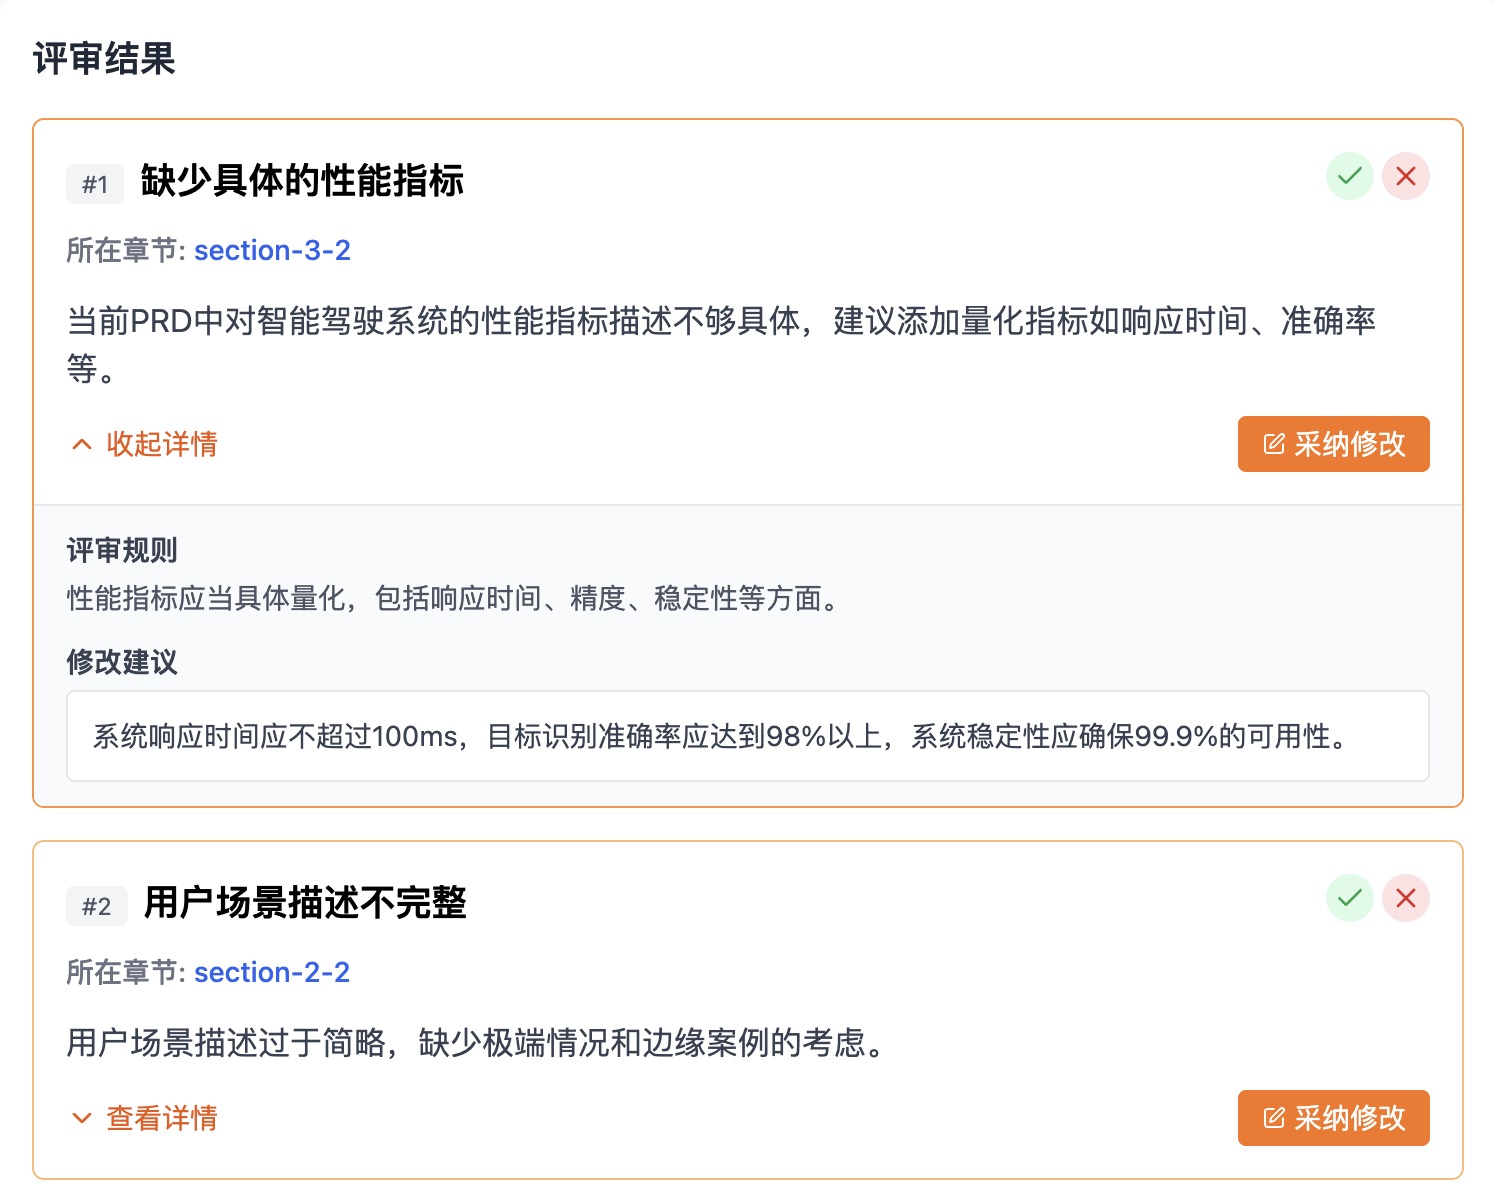 评审结果
#1 缺少具体的性能指标
所在章节: section-3-2
当前PRD中对智能驾驶系统的性能指标描述不够具体，建议添加量化指标如响应时间、准确率
等。
收起详情
采纳修改
评审规则
性能指标应当具体量化，包括响应时间、精度、稳定性等方面。
修改建议
系统响应时间应不超过100ms，目标识别准确率应达到98%以上，系统稳定性应确保99.9%的可用性。
#2 用户场景描述不完整
所在章节: section-2-2
用户场景描述过于简略，缺少极端情况和边缘案例的考虑。
查看详情
采纳修改